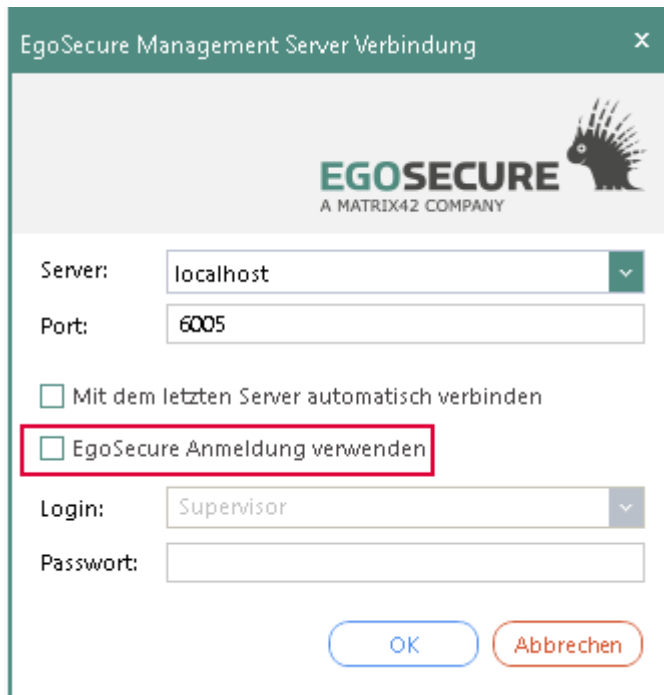 EgoSecure Management Server Verbindung x
EGOSECURE
A MATRIX42 COMPANY
Server: localhost
Port: 6005
Mit dem letzten Server automatisch verbinden
EgoSecure Anmeldung verwenden
Login: Supervisor
Passwort:
OK Abbrechen